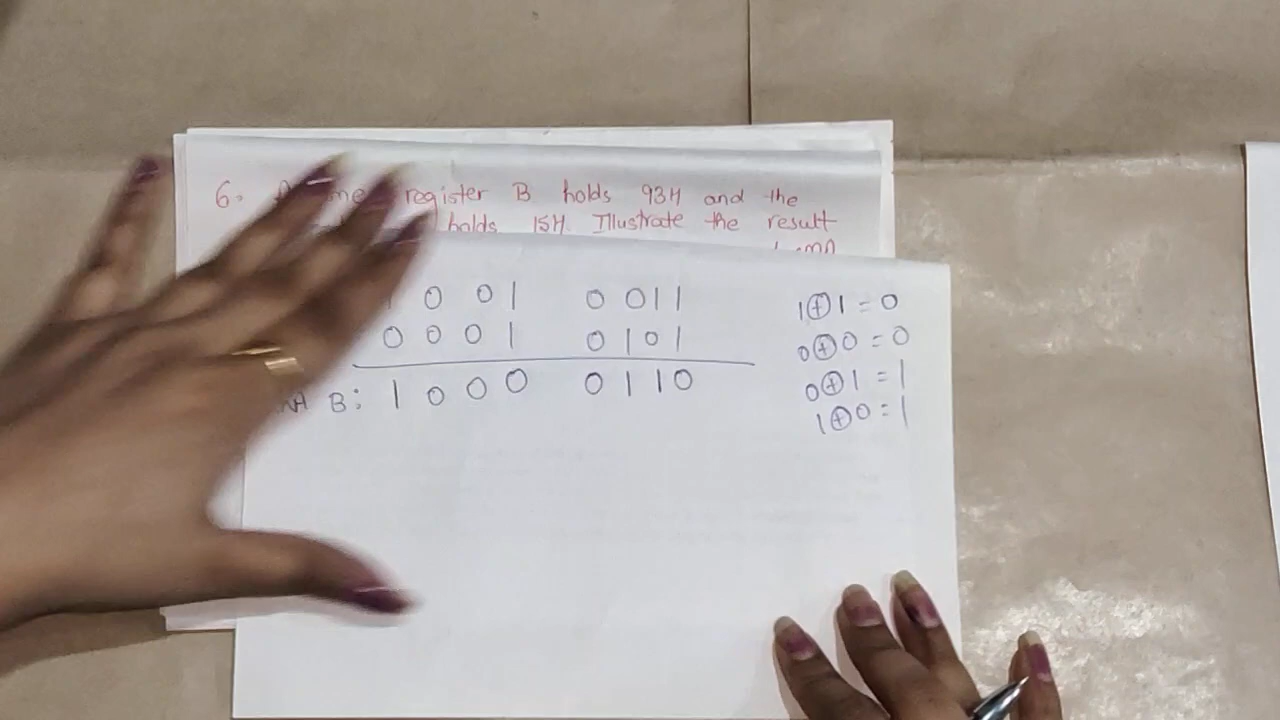 6. register B holds 93H and the
holds 15H. Illustrate the result
1 0 0 1 0 0 1 1
0 0 0 1 0 1 0 1
B: 1 0 0 0 0 1 1 0
1 ⊕ 1 = 0
0 ⊕ 0 = 0
0 ⊕ 1 = 1
1 ⊕ 0 = 1